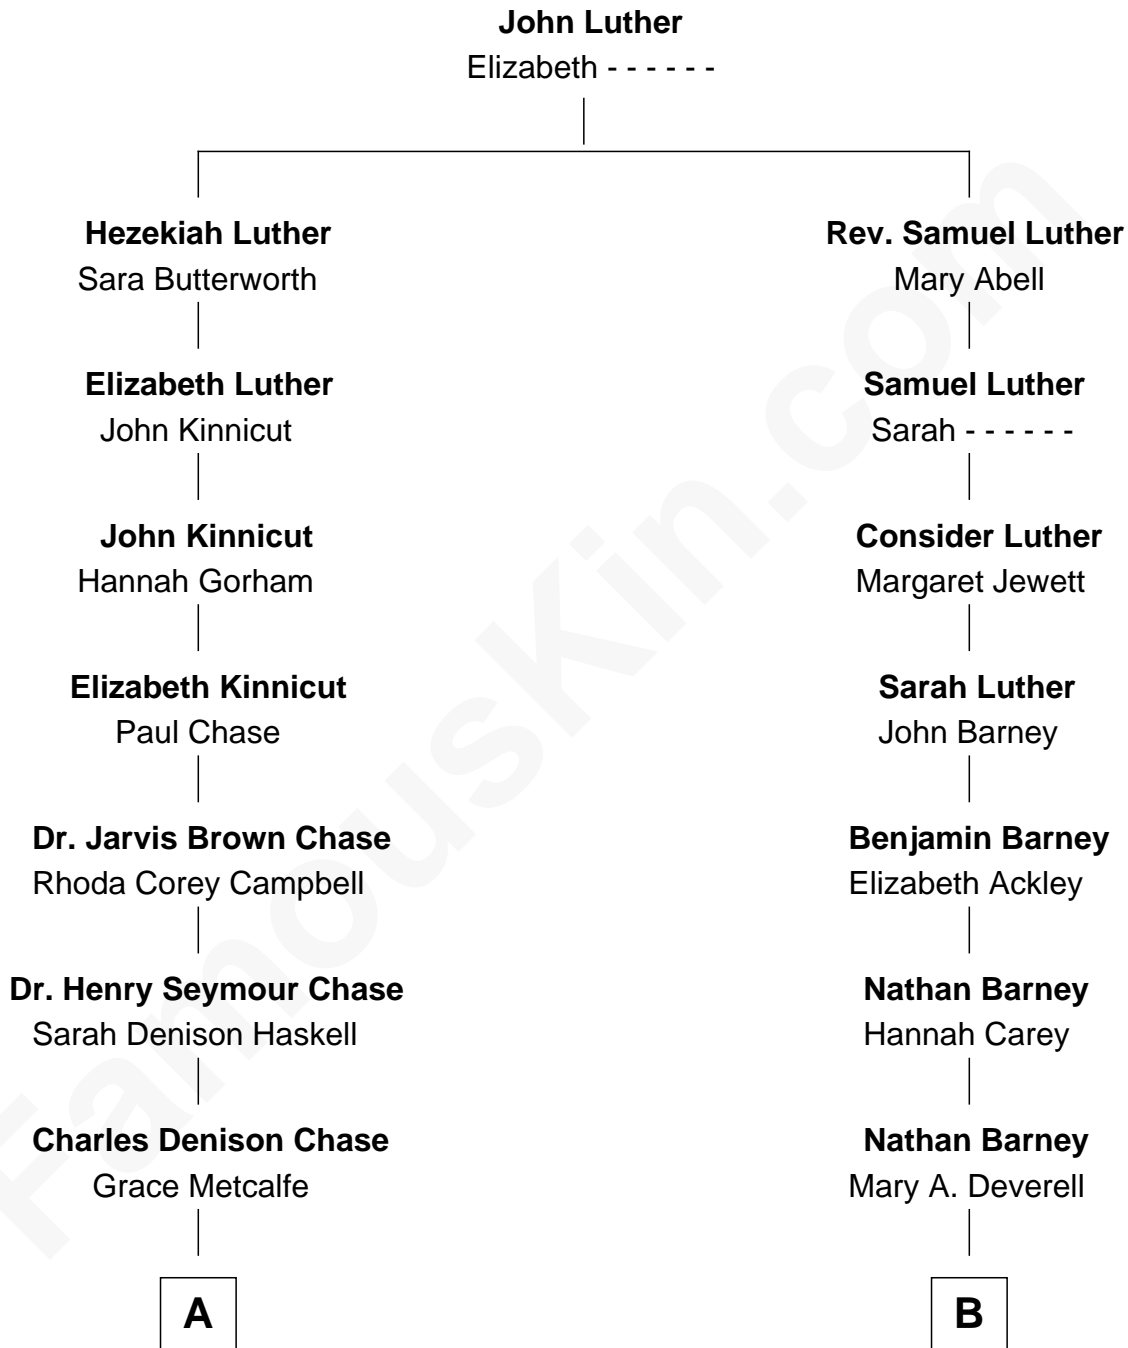 John Luther
Elizabeth - - - - - -
Hezekiah Luther
Sara Butterworth
Rev. Samuel Luther
Mary Abell
Elizabeth Luther
John Kinnicut
Samuel Luther
Sarah - - - - - -
John Kinnicut
Hannah Gorham
Consider Luther
Margaret Jewett
Elizabeth Kinnicut
Paul Chase
Sarah Luther
John Barney
Dr. Jarvis Brown Chase
Rhoda Corey Campbell
Benjamin Barney
Elizabeth Ackley
Dr. Henry Seymour Chase
Sarah Denison Haskell
Nathan Barney
Hannah Carey
Charles Denison Chase
Grace Metcalfe
Nathan Barney
Mary A. Deverell
A
B
FamousKin.com